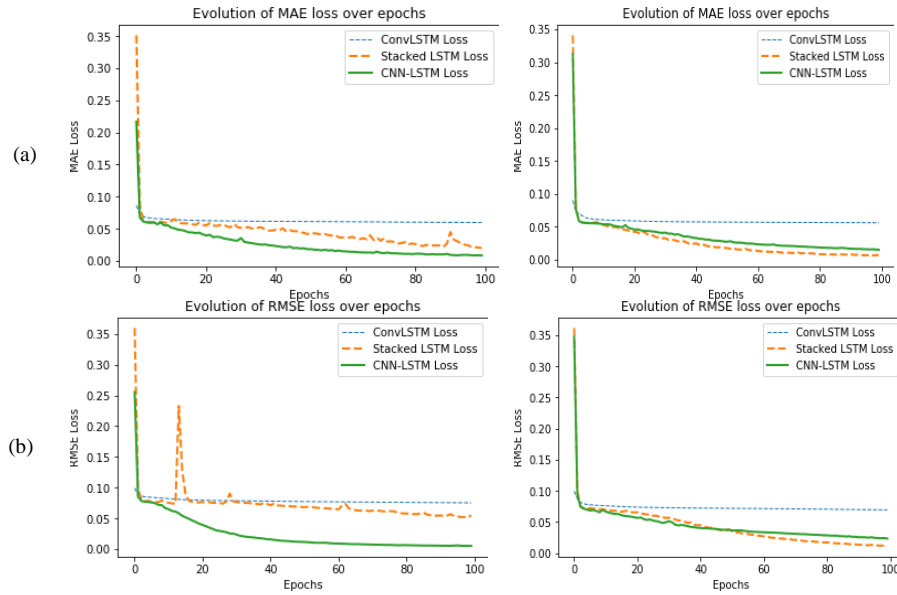 (a)
Evolution of MAE loss over epochs
MAE Loss
0.35
0.30
0.25
0.20
0.15
0.10
0.05
0.00
ConvLSTM Loss
Stacked LSTM Loss
CNN-LSTM Loss
0 20 40 60 80 100
Epochs
Evolution of MAE loss over epochs
MAE Loss
0.35
0.30
0.25
0.20
0.15
0.10
0.05
0.00
ConvLSTM Loss
Stacked LSTM Loss
CNN-LSTM Loss
0 20 40 60 80 100
Epochs
(b)
Evolution of RMSE loss over epochs
RMSE Loss
0.35
0.30
0.25
0.20
0.15
0.10
0.05
0.00
ConvLSTM Loss
Stacked LSTM Loss
CNN-LSTM Loss
0 20 40 60 80 100
Epochs
Evolution of RMSE loss over epochs
RMSE Loss
0.35
0.30
0.25
0.20
0.15
0.10
0.05
0.00
ConvLSTM Loss
Stacked LSTM Loss
CNN-LSTM Loss
0 20 40 60 80 100
Epochs